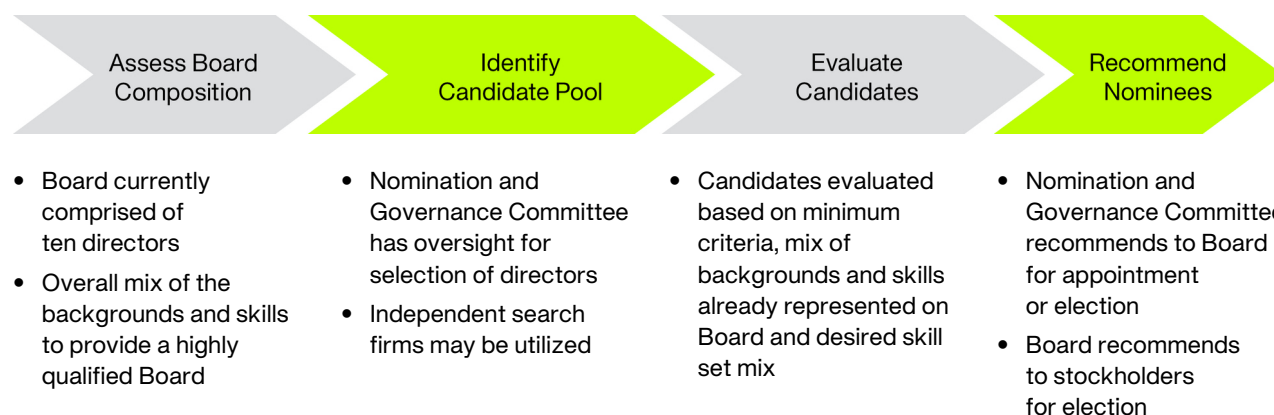 Assess Board
Composition
Identify
Candidate Pool
Evaluate
Candidates
Recommend
Nominees
• Board currently
comprised of
ten directors
• Overall mix of the
backgrounds and skills
to provide a highly
qualified Board
• Nomination and
Governance Committee
has oversight for
selection of directors
• Independent search
firms may be utilized
• Candidates evaluated
based on minimum
criteria, mix of
backgrounds and skills
already represented on
Board and desired skill
set mix
• Nomination and
Governance Committee
recommends to Board
for appointment
or election
• Board recommends
to stockholders
for election